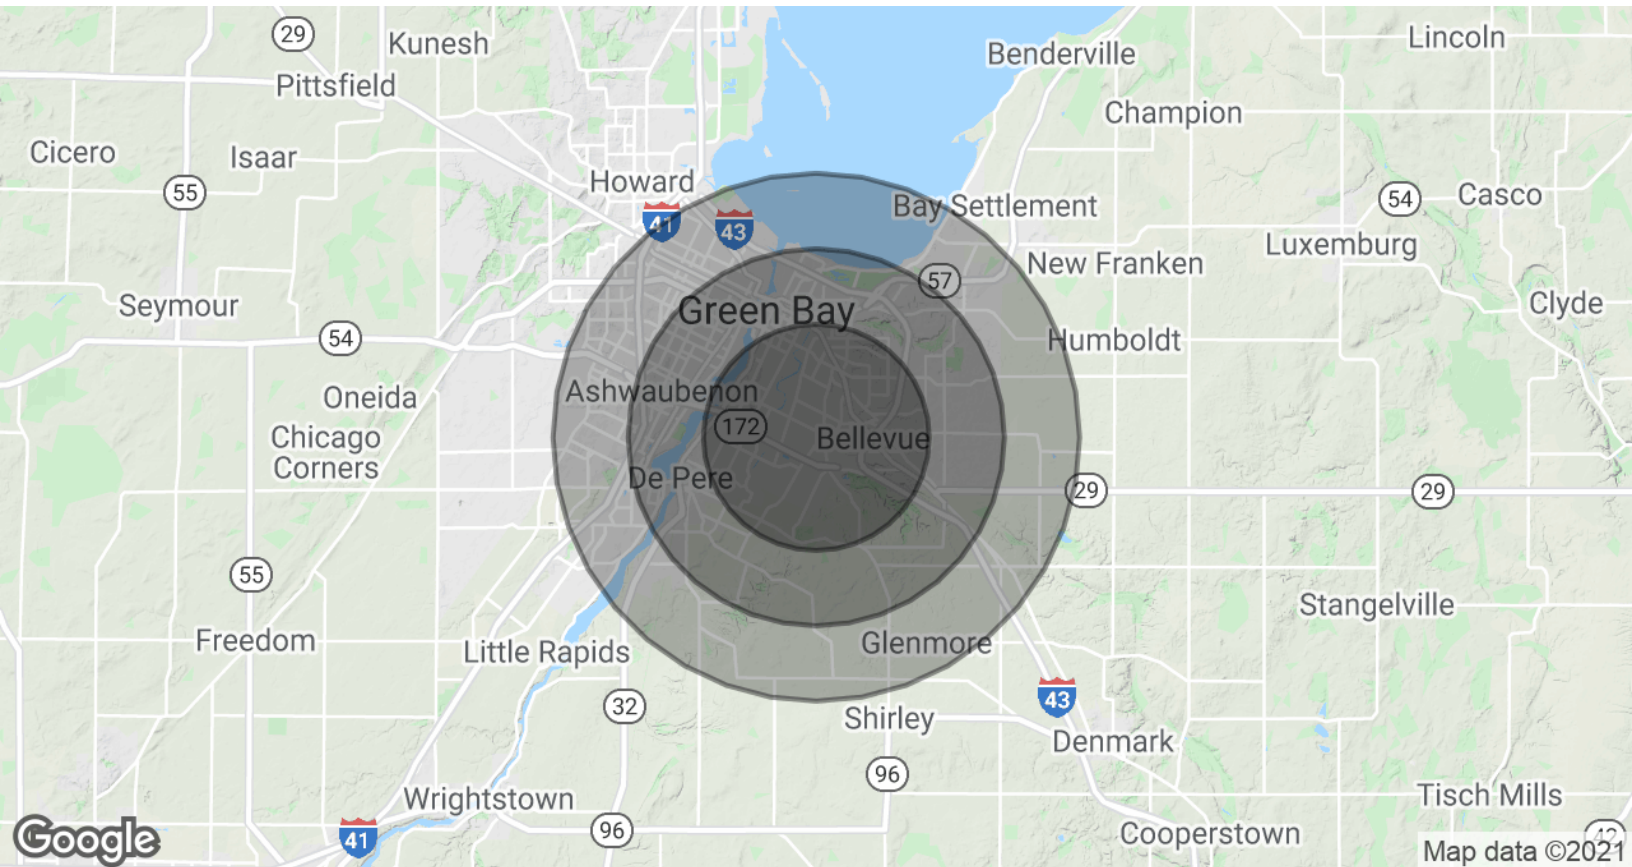 29
Kunesh
Lincoln
Benderville
Pittsfield
Champion
Cicero
Isaar
Howard
55
54
Casco
Bay Settlement
41
43
Luxemburg
New Franken
57
Seymour
Green Bay
Clyde
54
Humboldt
Oneida
Ashwaubenon
172
Chicago
Corners
Bellevue
De Pere
29
29
55
Stangelville
Freedom
Little Rapids
Glenmore
32
43
Shirley
Denmark
96
Wrightstown
Tisch Mills
41
96
Cooperstown
42
Google
Map data ©2021